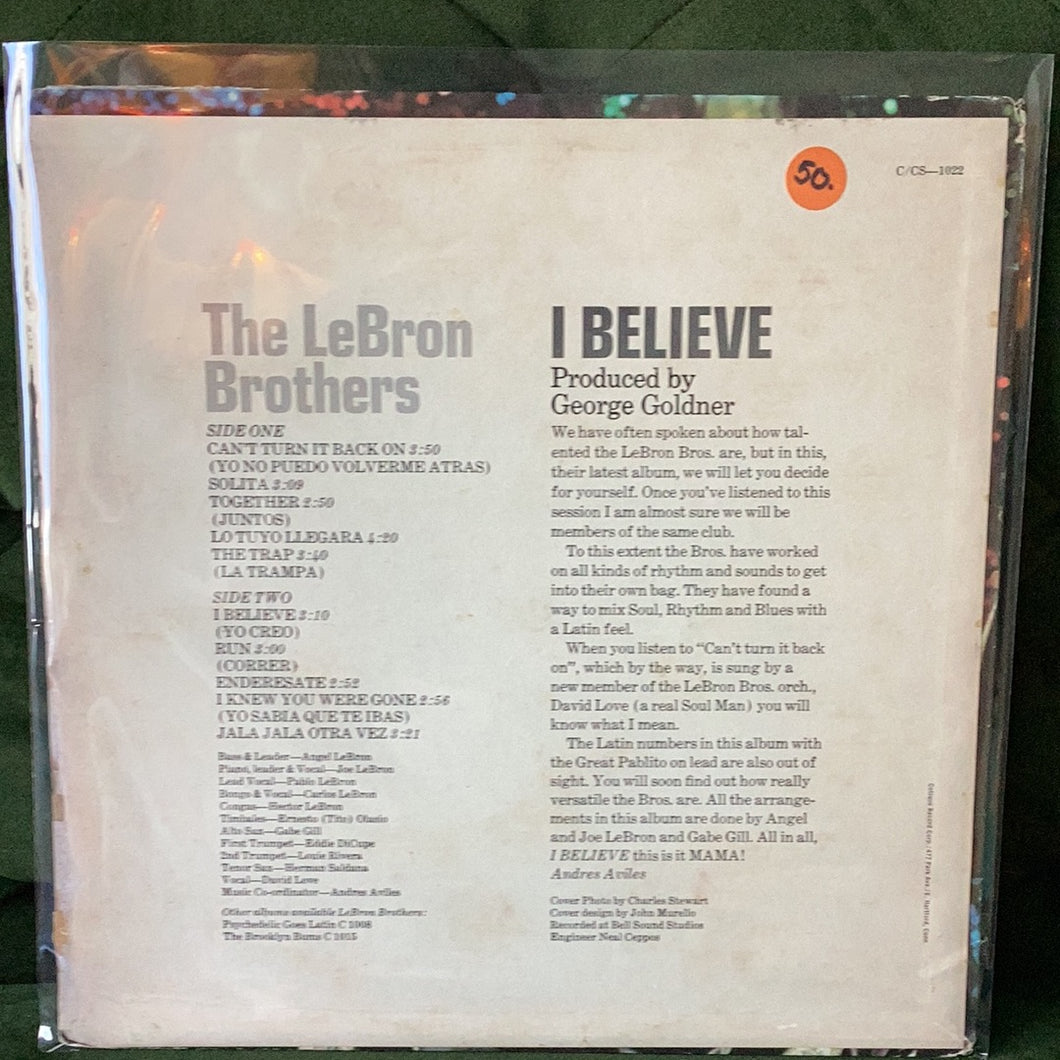 50.
C/CS—1022
The LeBron
Brothers
SIDE ONE
CAN'T TURN IT BACK ON 3:50
(YO NO PUEDO VOLVERME ATRAS)
SOLITA 3:09
TOGETHER 2:50
(JUNTOS)
LO TUYO LLEGARA 4:20
THE TRAP 3:40
(LA TRAMPA)
SIDE TWO
I BELIEVE 3:10
(YO CREO)
RUN 3:00
(CORRER)
ENDERESATE 2:52
I KNEW YOU WERE GONE 2:56
(YO SABIA QUE TE IBAS)
JALA JALA OTRA VEZ 3:21
Bass & Leader—Angel LeBron
Piano, leader & Vocal—Joe LeBron
Lead Vocal—Pablo LeBron
Bongo & Vocal—Carlos LeBron
Congas—Hector LeBron
Timbales—Ernesto (Tito)
Alto Sax—Gabe Gill
First Trumpet—Eddie DiCupe
2nd Trumpet—Louie Rivera
Tenor Sax—Herman Saldana
Vocal—David Love
Music Co-ordinator—Andres Aviles
Other albums available LeBron Brothers:
Psychedelic Goes Latin C 1008
The Brooklyn Bums C 1015
I BELIEVE
Produced by
George Goldner
We have often spoken about how tal-
ented the LeBron Bros. are, but in this,
their latest album, we will let you decide
for yourself. Once you've listened to this
session I am almost sure we will be
members of the same club.
To this extent the Bros. have worked
on all kinds of rhythm and sounds to get
into their own bag. They have found a
way to mix Soul, Rhythm and Blues with
a Latin feel.
When you listen to "Can't turn it back
on", which by the way, is sung by a
new member of the LeBron Bros. orch.,
David Love (a real Soul Man) you will
know what I mean.
The Latin numbers in this album with
the Great Pablito on lead are also out of
sight. You will soon find out how really
versatile the Bros. are. All the arrange-
ments in this album are done by Angel
and Joe LeBron and Gabe Gill. All in all,
I BELIEVE this is it MAMA!
Andres Aviles
Cover Photo by Charles Stewart
Cover design by John Murello
Recorded at Bell Sound Studios
Engineer Neal Ceppos
Cotique Record Corp. / 477 Park Ave. / E. Hartford, Conn.